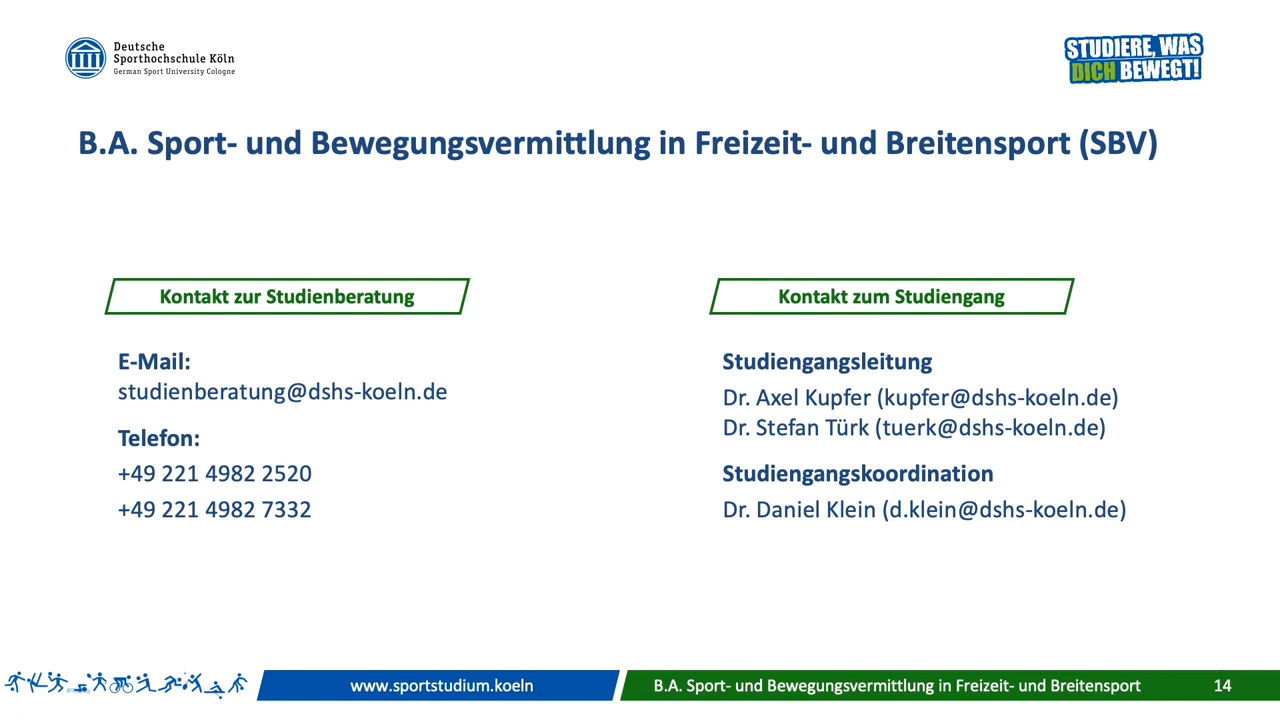 Deutsche
Sporthochschule Köln
German Sport University Cologne
STUDIERE, WAS
DICH BEWEGT!
B.A. Sport- und Bewegungsvermittlung in Freizeit- und Breitensport (SBV)
Kontakt zur Studienberatung
E-Mail:
studienberatung@dshs-koeln.de
Telefon:
+49 221 4982 2520
+49 221 4982 7332
Kontakt zum Studiengang
Studiengangsleitung
Dr. Axel Kupfer (kupfer@dshs-koeln.de)
Dr. Stefan Türk (tuerk@dshs-koeln.de)
Studiengangskoordination
Dr. Daniel Klein (d.klein@dshs-koeln.de)
www.sportstudium.koeln
B.A. Sport- und Bewegungsvermittlung in Freizeit- und Breitensport
14